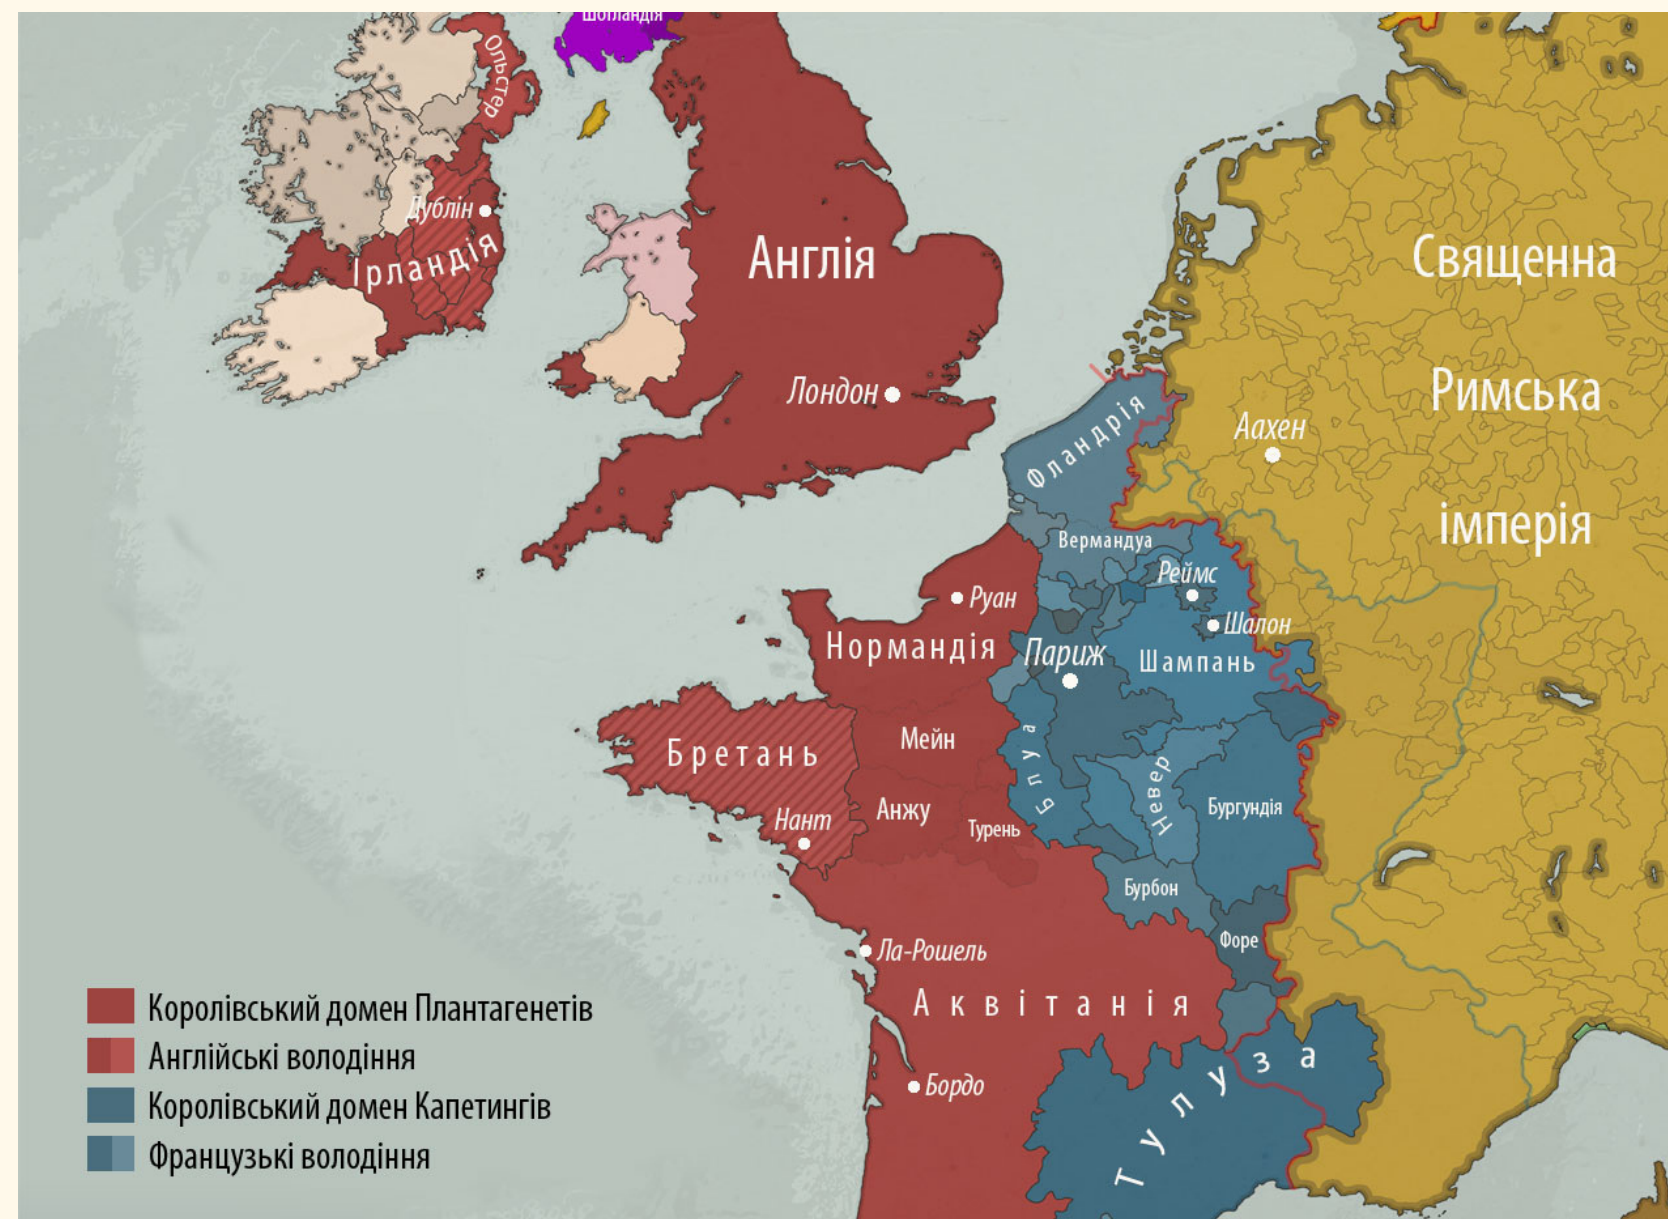 Шотландія
Ольстер
Дублін
Ірландія
Англія
Лондон
Священна
Римська
імперія
Аахен
Фландрія
Вермандуа
Реймс
Шалон
Руан
Нормандія
Париж
Шампань
Бретань
Мейн
Блуа
Невер
Бургундія
Нант
Анжу
Турень
Бурбон
Форе
Ла-Рошель
Аквітанія
Бордо
Тулуза
Королівський домен Плантагенетів
Англійські володіння
Королівський домен Капетингів
Французькі володіння